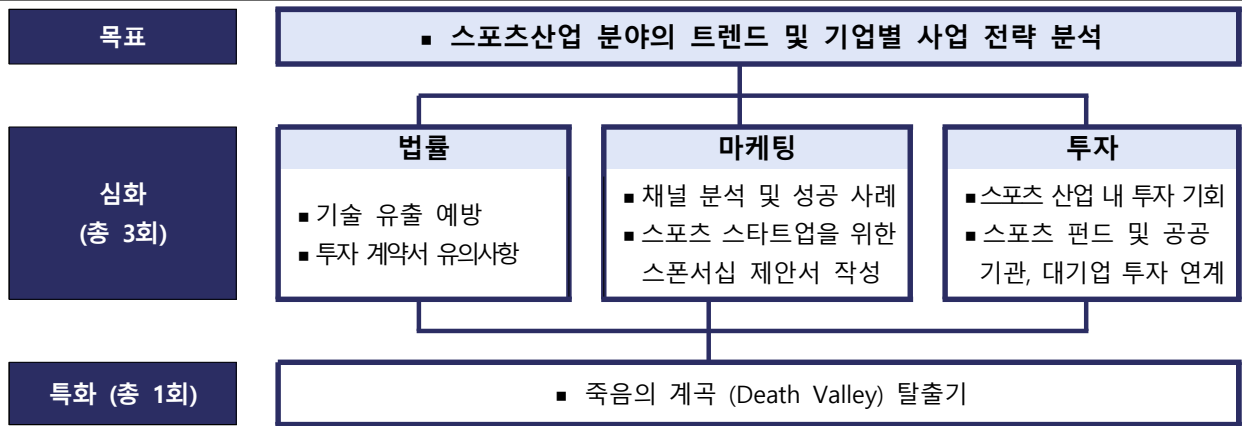 목표
▪ 스포츠산업 분야의 트렌드 및 기업별 사업 전략 분석
심화
(총 3회)
법률
▪ 기술 유출 예방
▪ 투자 계약서 유의사항
마케팅
▪ 채널 분석 및 성공 사례
▪ 스포츠 스타트업을 위한
스폰서십 제안서 작성
투자
▪ 스포츠 산업 내 투자 기회
▪ 스포츠 펀드 및 공공
기관, 대기업 투자 연계
특화 (총 1회)
▪ 죽음의 계곡 (Death Valley) 탈출기